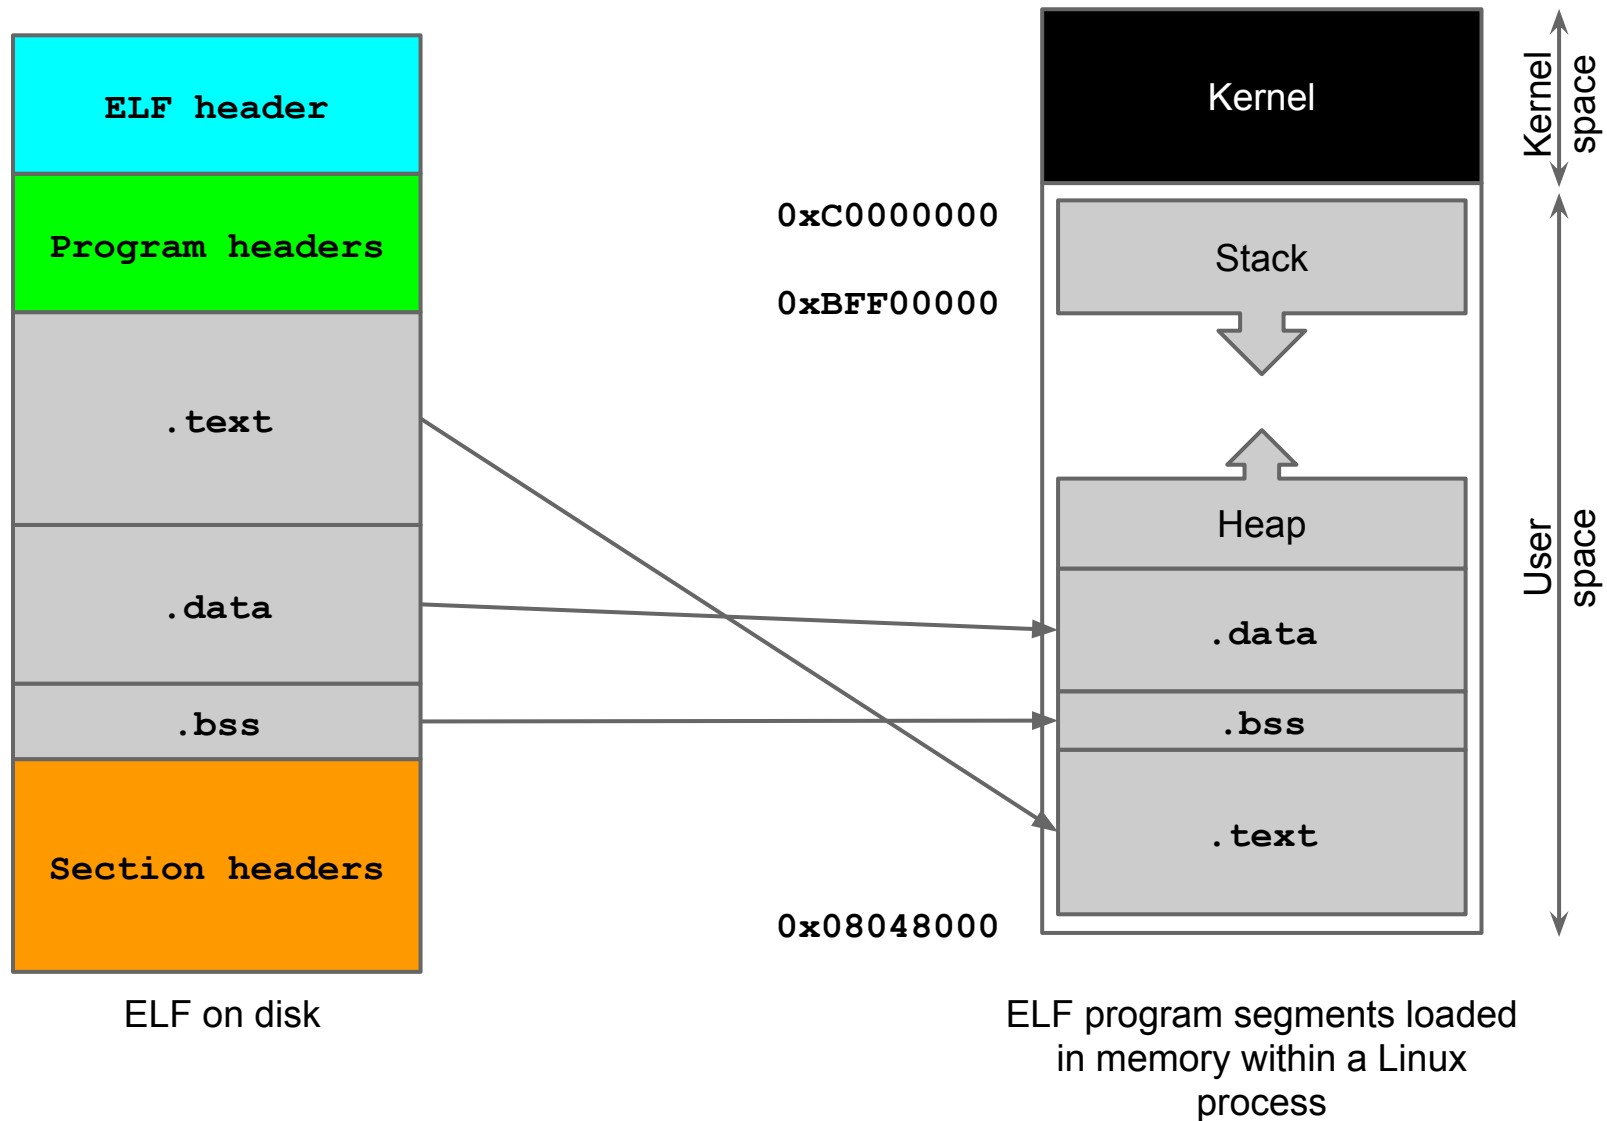 ELF header
Program headers
.text
.data
.bss
Section headers
ELF on disk
0xC0000000
0xBFF00000
0x08048000
Kernel
Stack
Heap
.data
.bss
.text
Kernel
space
User
space
ELF program segments loaded
in memory within a Linux
process